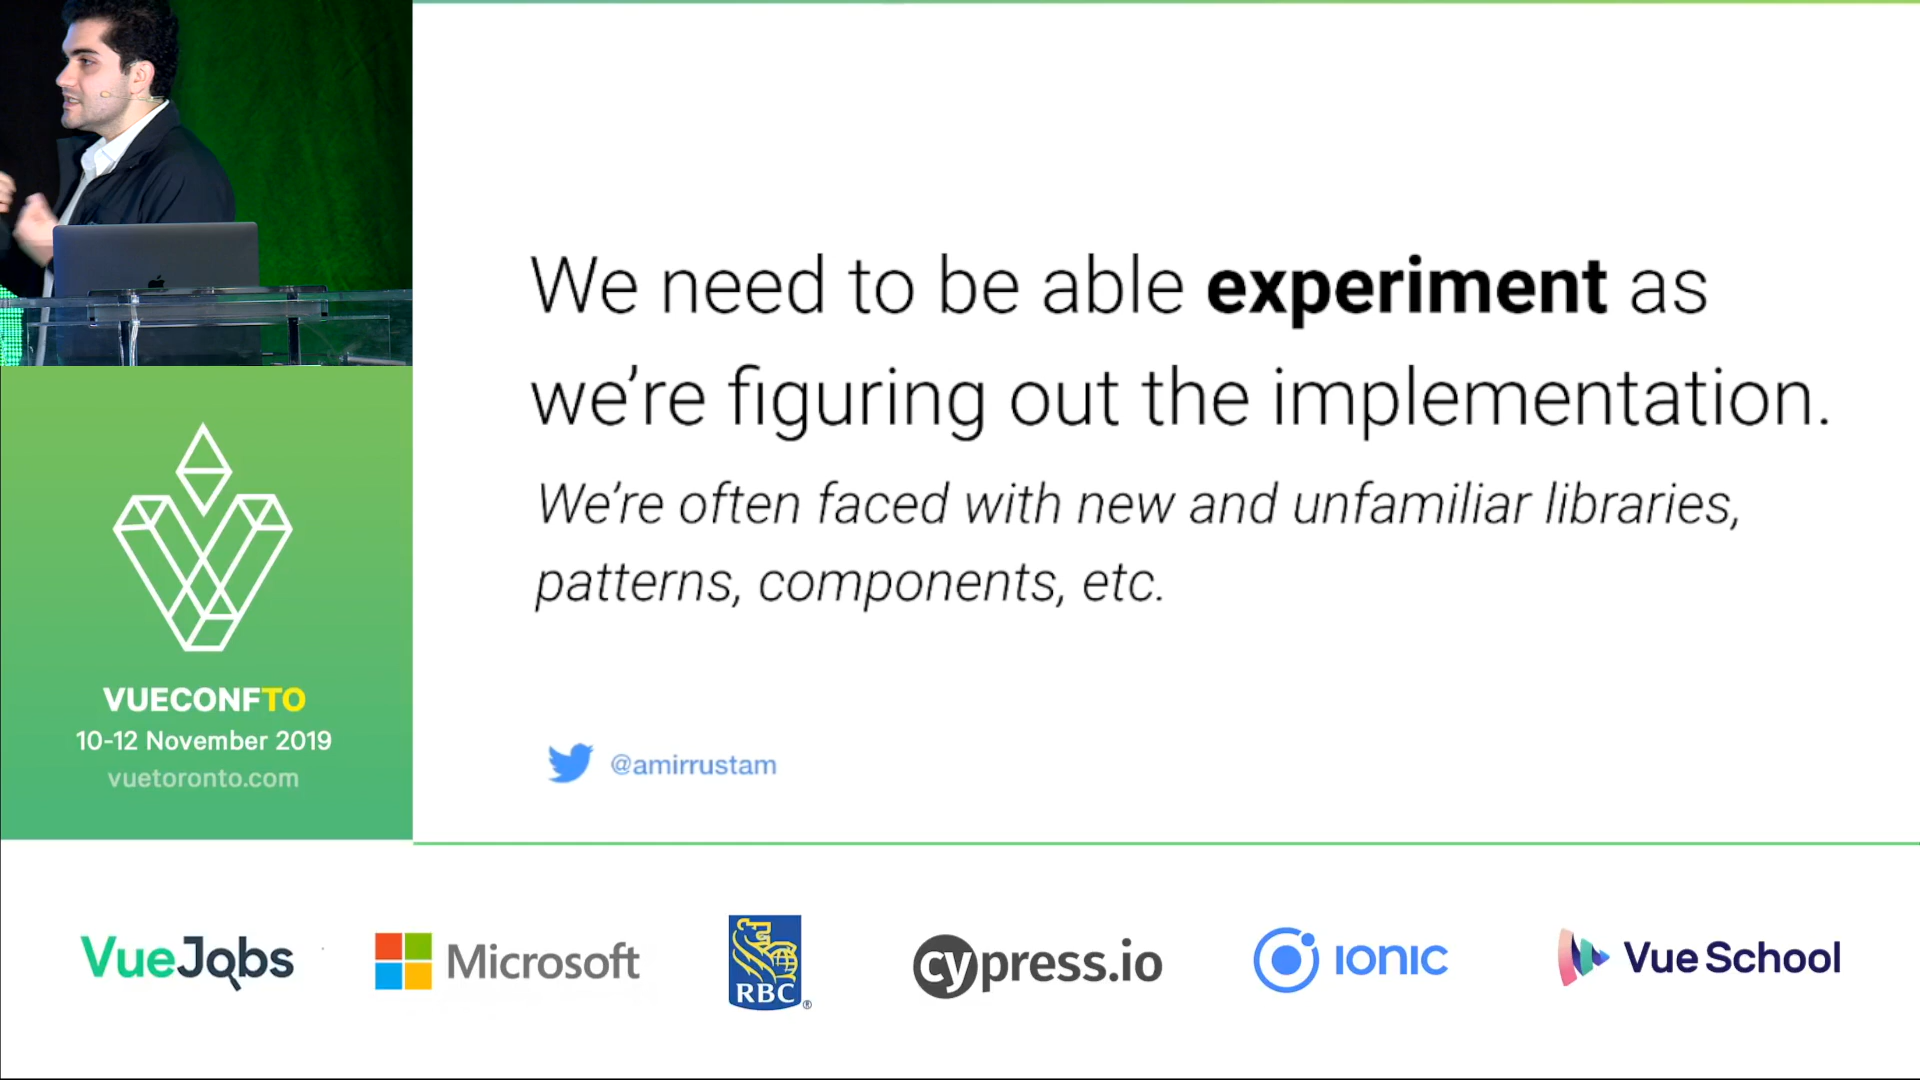 We need to be able experiment as
we're figuring out the implementation.
We're often faced with new and unfamiliar libraries,
patterns, components, etc.
@amirrustam
VUECONFTO
10-12 November 2019
vuetoronto.com
VueJobs
Microsoft
RBC
®
cypress.io
ionic
Vue School